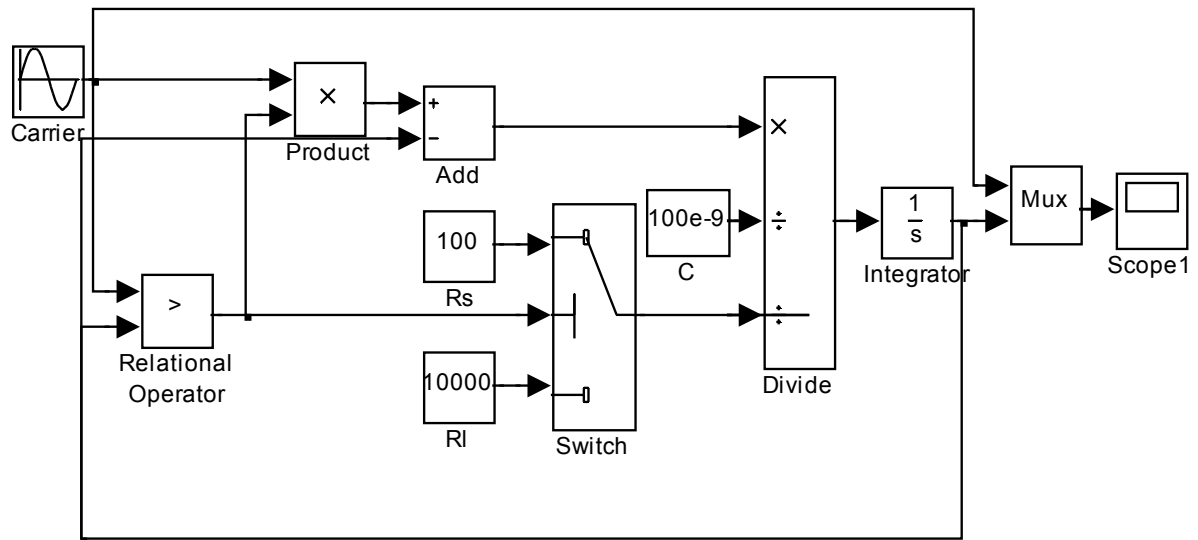 Carrier
×
Product
+
−
Add
×
100
Rs
100e-9
C
÷
1
s
Integrator
Mux
Scope1
>
Relational
Operator
10000
Rl
Switch
÷
Divide